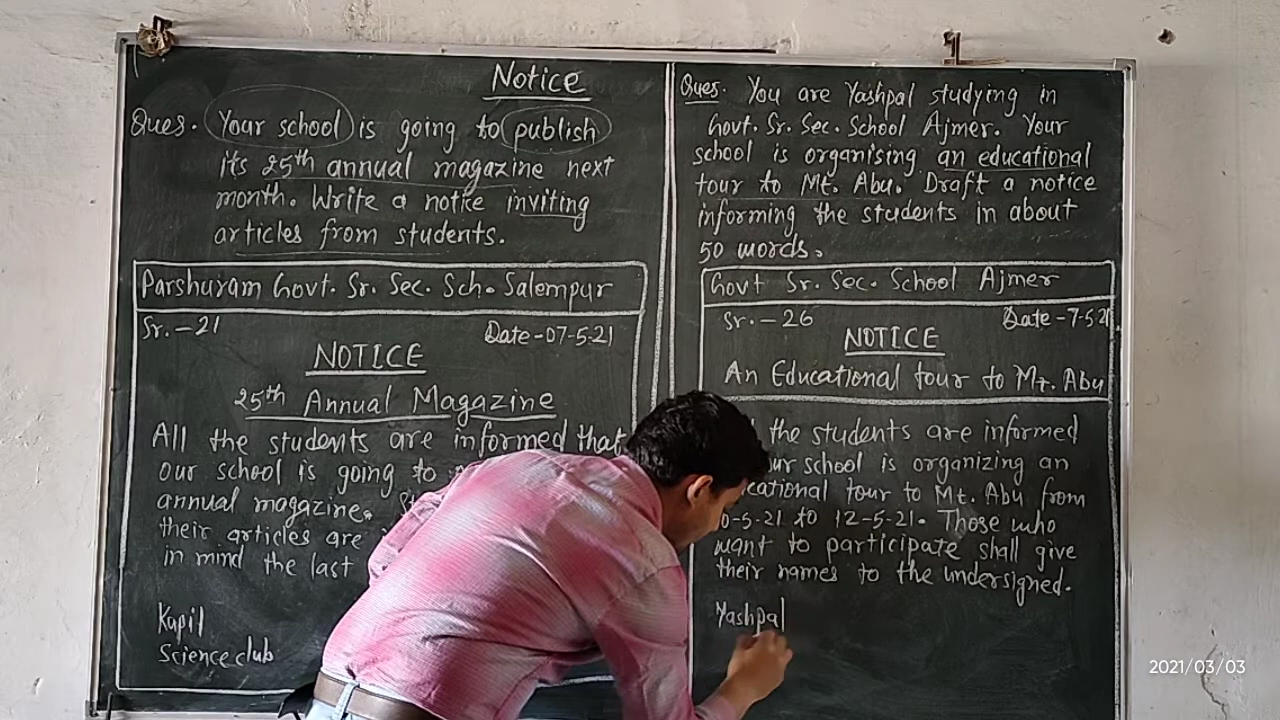 Notice
Ques. Your school is going to publish
its 25th annual magazine next
month. Write a notice inviting
articles from students.
Parshuram Govt. Sr. Sec. Sch. Salempur
Sr. - 21 Date - 07-5-21
NOTICE
25th Annual Magazine
All the students are informed that
our school is going to
annual magazine.
their articles are
in mind the last
Kapil
Science club
Ques. You are Yashpal studying in
Govt. Sr. Sec. School Ajmer. Your
school is organising an educational
tour to Mt. Abu. Draft a notice
informing the students in about
50 words.
Govt Sr. Sec. School Ajmer
Sr. - 26 Date - 7-5-21
NOTICE
An Educational tour to Mt. Abu
the students are informed
school is organizing an
tour to Mt. Abu from
to 12-5-21. Those who
want to participate shall give
their names to the undersigned.
Yashpal
2021/03/03